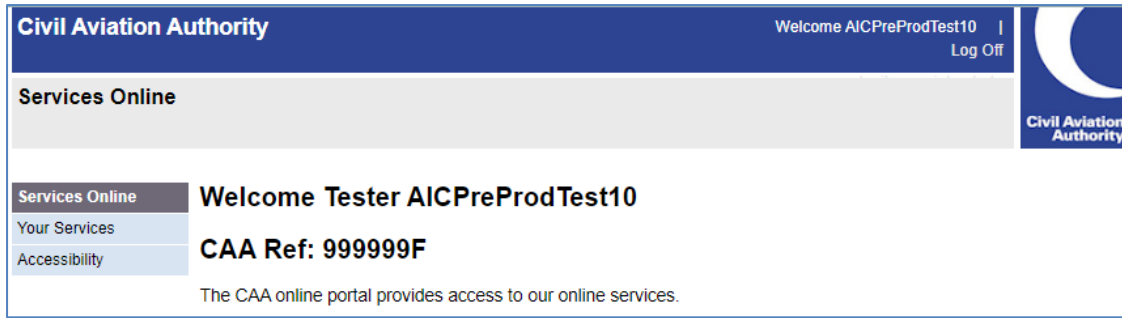 Civil Aviation Authority
Welcome AICPreProdTest10 |
Log Off
Services Online
Civil Aviation
Authority
Services Online
Your Services
Accessibility
Welcome Tester AICPreProdTest10
CAA Ref: 999999F
The CAA online portal provides access to our online services.